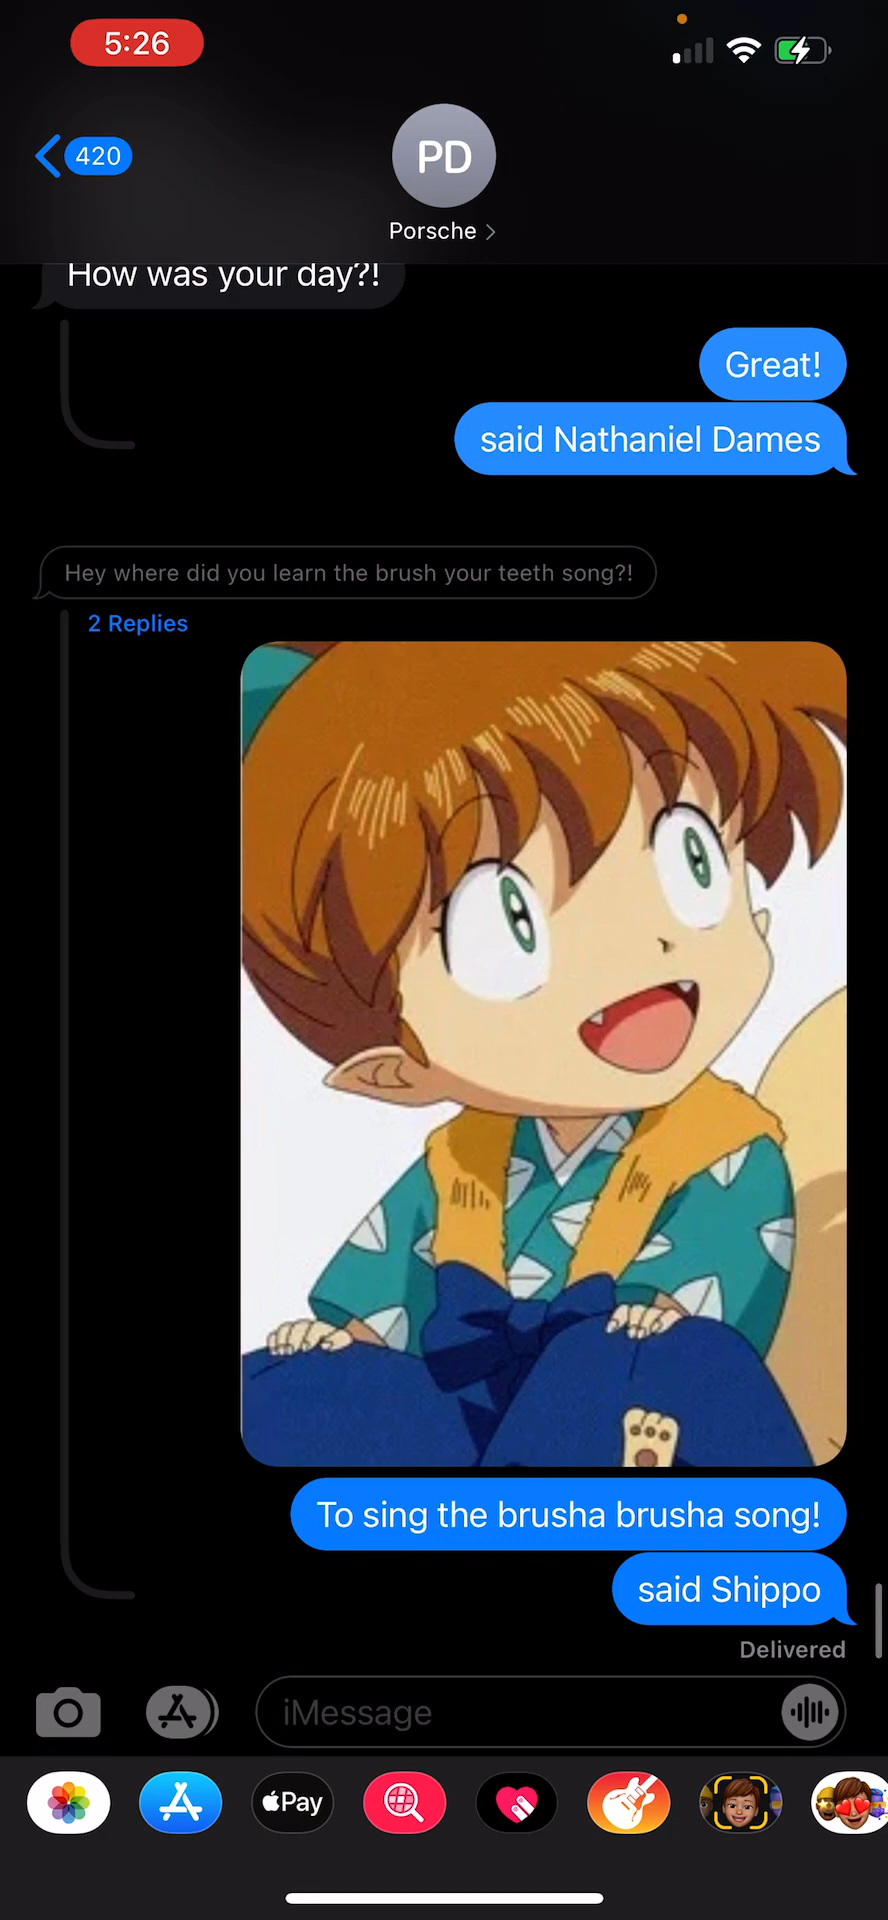 5:26
420
PD
Porsche
How was your day?!
Great!
said Nathaniel Dames
Hey where did you learn the brush your teeth song?!
2 Replies
To sing the brusha brusha song!
said Shippo
Delivered
iMessage
Pay